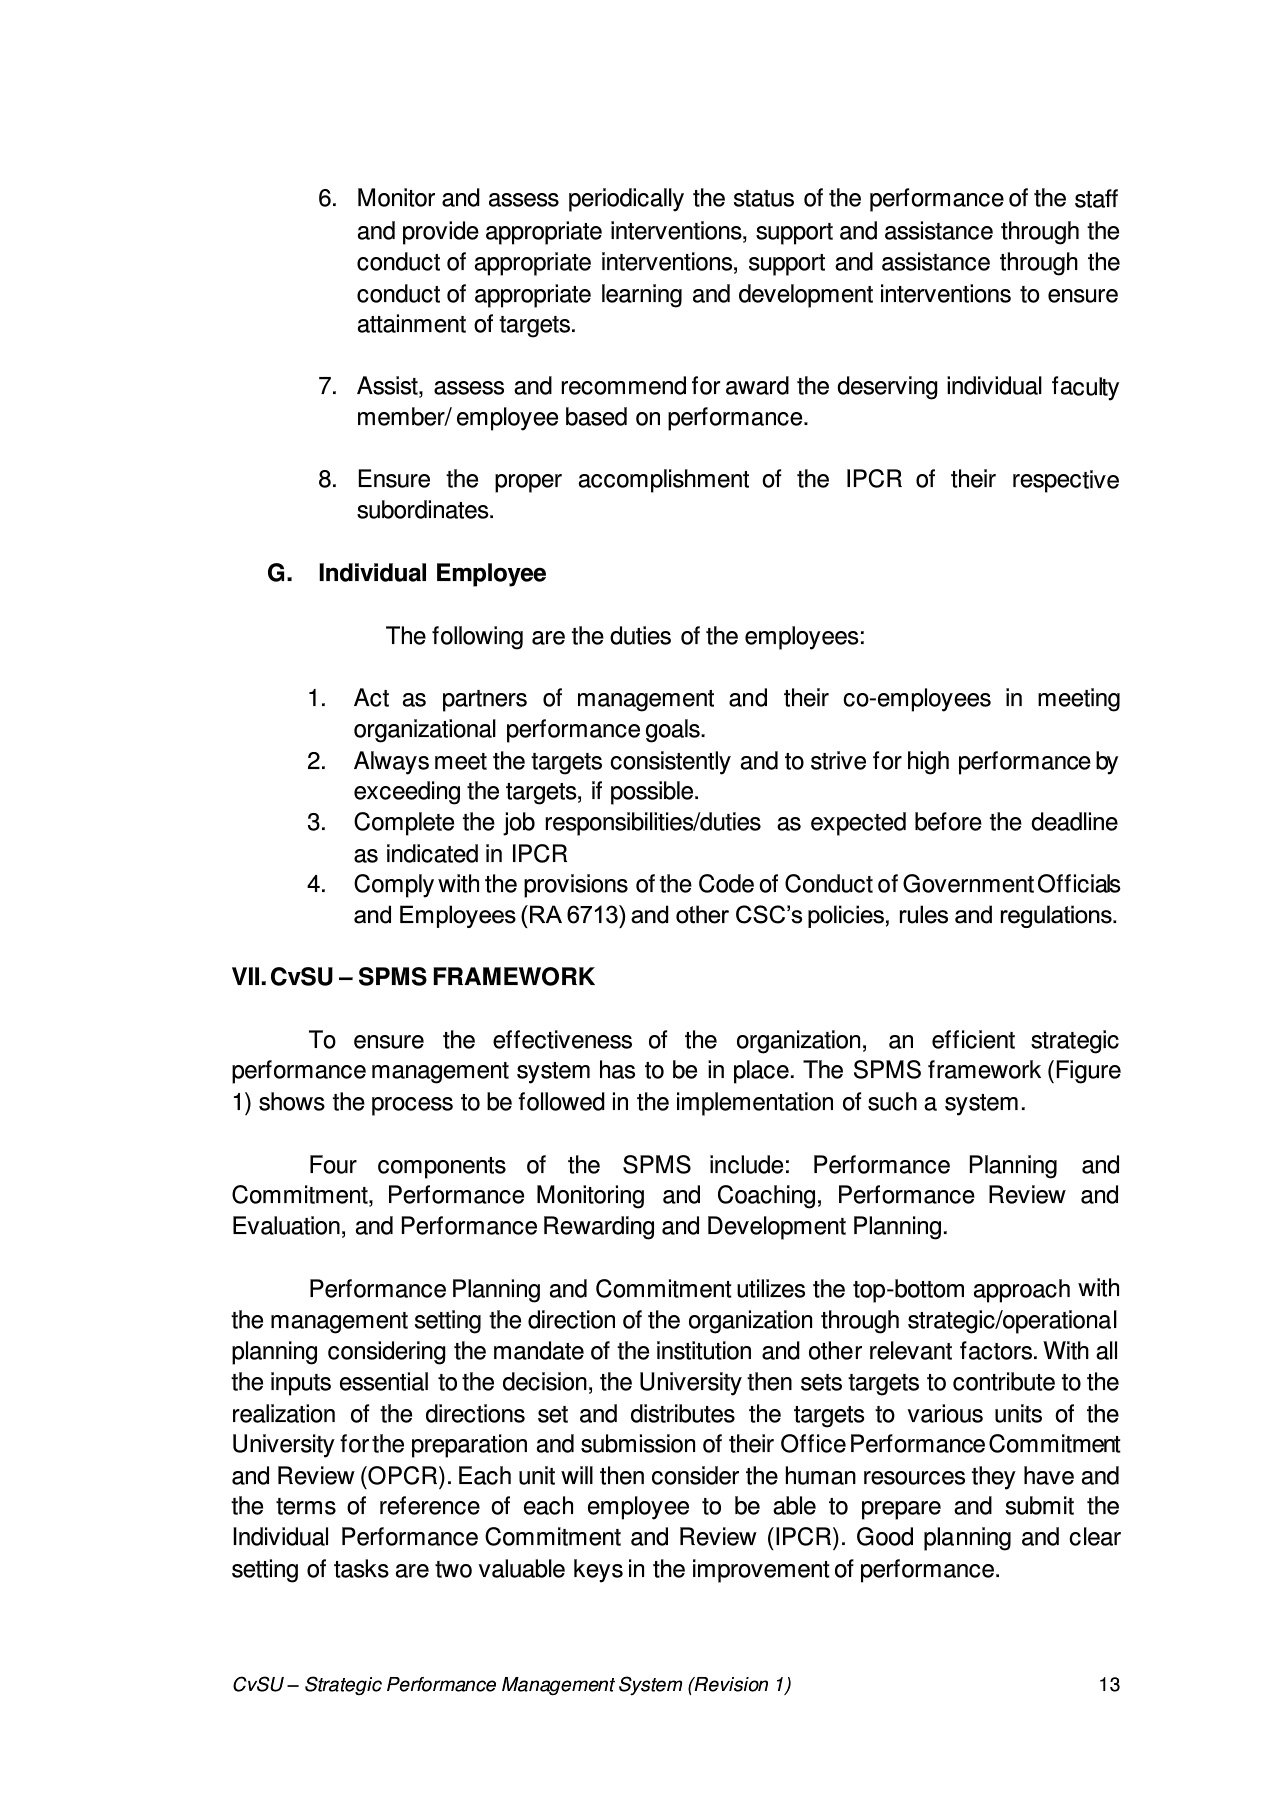 6. Monitor and assess periodically the status of the performance of the staff
and provide appropriate interventions, support and assistance through the
conduct of appropriate interventions, support and assistance through the
conduct of appropriate learning and development interventions to ensure
attainment of targets.
7. Assist, assess and recommend for award the deserving individual faculty
member/ employee based on performance.
8. Ensure the proper accomplishment of the IPCR of their respective
subordinates.
G. Individual Employee
The following are the duties of the employees:
1. Act as partners of management and their co-employees in meeting
organizational performance goals.
2. Always meet the targets consistently and to strive for high performance by
exceeding the targets, if possible.
3. Complete the job responsibilities/duties as expected before the deadline
as indicated in IPCR
4. Comply with the provisions of the Code of Conduct of Government Officials
and Employees (RA 6713) and other CSC’s policies, rules and regulations.
VII. CvSU – SPMS FRAMEWORK
To ensure the effectiveness of the organization, an efficient strategic
performance management system has to be in place. The SPMS framework (Figure
1) shows the process to be followed in the implementation of such a system.
Four components of the SPMS include: Performance Planning and
Commitment, Performance Monitoring and Coaching, Performance Review and
Evaluation, and Performance Rewarding and Development Planning.
Performance Planning and Commitment utilizes the top-bottom approach with
the management setting the direction of the organization through strategic/operational
planning considering the mandate of the institution and other relevant factors. With all
the inputs essential to the decision, the University then sets targets to contribute to the
realization of the directions set and distributes the targets to various units of the
University for the preparation and submission of their Office Performance Commitment
and Review (OPCR). Each unit will then consider the human resources they have and
the terms of reference of each employee to be able to prepare and submit the
Individual Performance Commitment and Review (IPCR). Good planning and clear
setting of tasks are two valuable keys in the improvement of performance.
CvSU – Strategic Performance Management System (Revision 1) 13